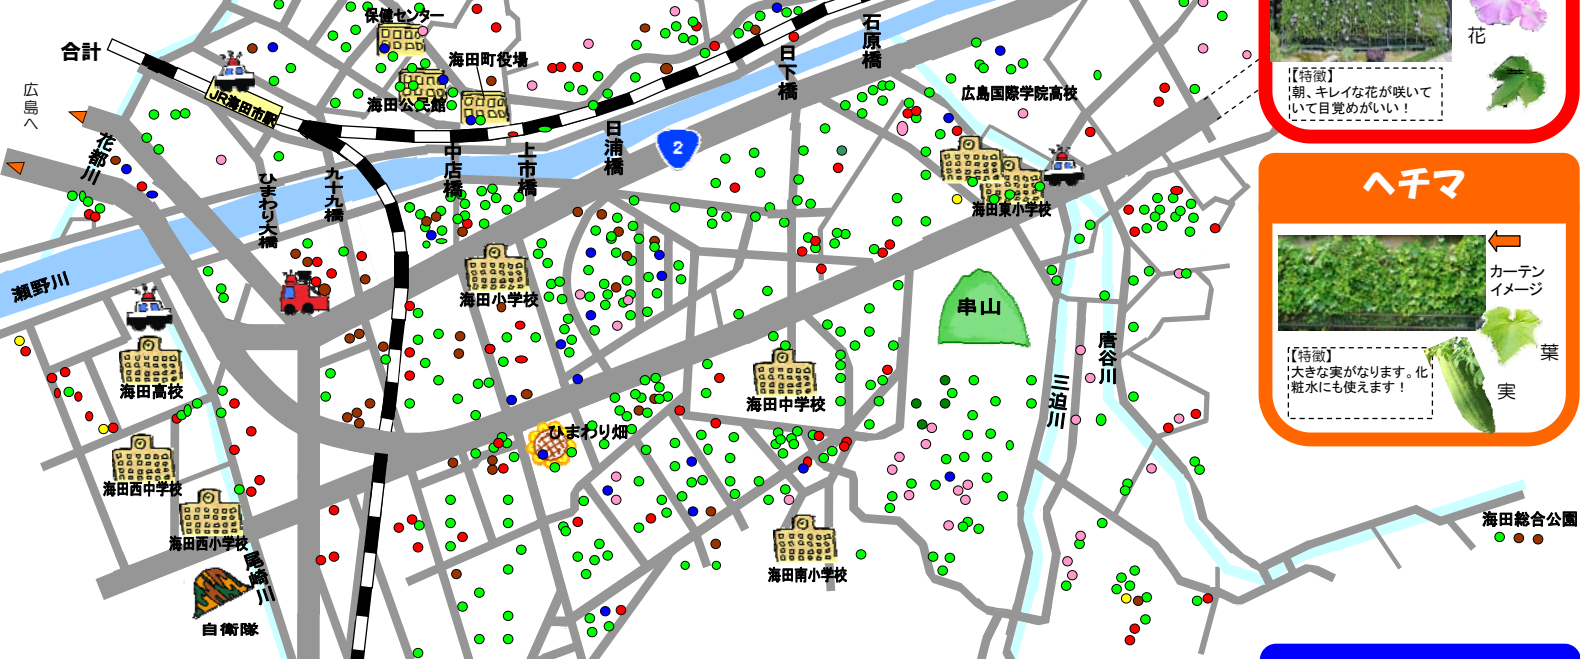 保健センター
合計
海田町役場
石原橋
日下橋
広島へ
JR海田市駅
海田公民館
広島国際学院高校
花都川
日浦橋
2
中店橋
上市橋
ひまわり大橋
九十九橋
海田東小学校
瀬野川
海田小学校
串山
唐谷川
海田高校
三迫川
海田中学校
ひまわり畑
海田西中学校
海田西小学校
尾崎川
自衛隊
海田南小学校
海田総合公園
花
【特徴】
朝、キレイな花が咲いて
いて目覚めがいい！
ヘチマ
カーテン
イメージ
葉
【特徴】
大きな実がなります。化
粧水にも使えます！
実